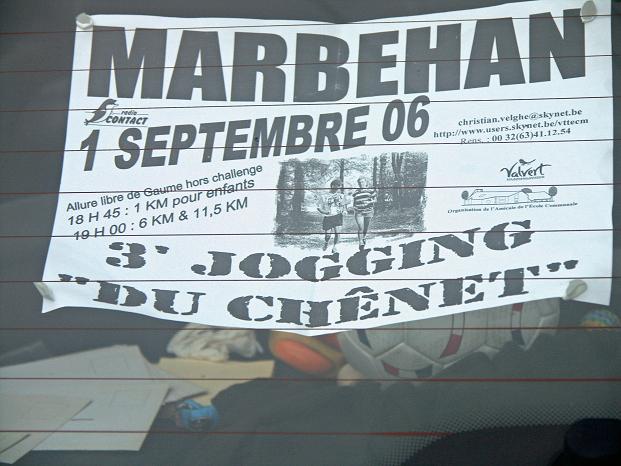 MARBEHAN
radio
CONTACT
1 SEPTEMBRE 06
christian.velghe@skynet.be
http://www.users.skynet.be/vttecm
Rens. : 00 32(63)41.12.54
Allure libre de Gaume hors challenge
18 H 45 : 1 KM pour enfants
19 H 00 : 6 KM & 11,5 KM
Valvert
Organisation de l'Amicale de l'École Communale
3' JOGGING
"DU CHÊNET"